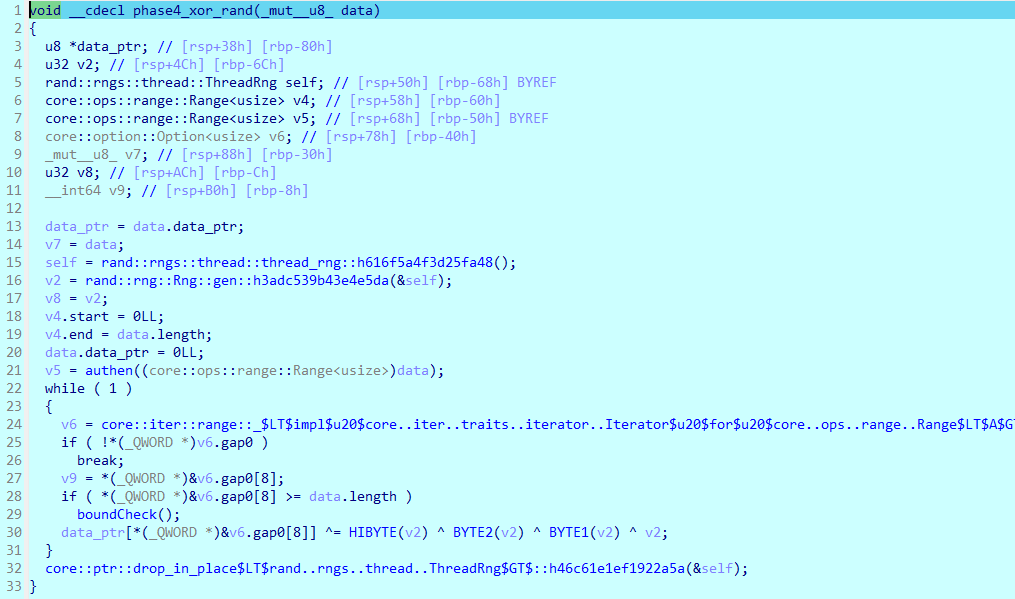 1 void __cdecl phase4_xor_rand(_mut__u8_ data)
2 {
3 u8 *data_ptr; // [rsp+38h] [rbp-80h]
4 u32 v2; // [rsp+4Ch] [rbp-6Ch]
5 rand::rngs::thread::ThreadRng self; // [rsp+50h] [rbp-68h] BYREF
6 core::ops::range::Range<usize> v4; // [rsp+58h] [rbp-60h]
7 core::ops::range::Range<usize> v5; // [rsp+68h] [rbp-50h] BYREF
8 core::option::Option<usize> v6; // [rsp+78h] [rbp-40h]
9 _mut__u8_ v7; // [rsp+88h] [rbp-30h]
10 u32 v8; // [rsp+ACh] [rbp-Ch]
11 __int64 v9; // [rsp+B0h] [rbp-8h]
12
13 data_ptr = data.data_ptr;
14 v7 = data;
15 self = rand::rngs::thread::thread_rng::h616f5a4f3d25fa48();
16 v2 = rand::rng::Rng::gen::h3adc539b43e4e5da(&self);
17 v8 = v2;
18 v4.start = 0LL;
19 v4.end = data.length;
20 data.data_ptr = 0LL;
21 v5 = authen((core::ops::range::Range<usize>)data);
22 while ( 1 )
23 {
24 v6 = core::iter::range::_$LT$impl$u20$core..iter..traits..iterator..Iterator$u20$for$u20$core..ops..range..Range$LT$A$G
25 if ( !*(_QWORD *)v6.gap0 )
26 break;
27 v9 = *(_QWORD *)&v6.gap0[8];
28 if ( *(_QWORD *)&v6.gap0[8] >= data.length )
29 boundCheck();
30 data_ptr[*(_QWORD *)&v6.gap0[8]] ^= HIBYTE(v2) ^ BYTE2(v2) ^ BYTE1(v2) ^ v2;
31 }
32 core::ptr::drop_in_place$LT$rand..rngs..thread..ThreadRng$GT$::h46c61e1ef1922a5a(&self);
33 }